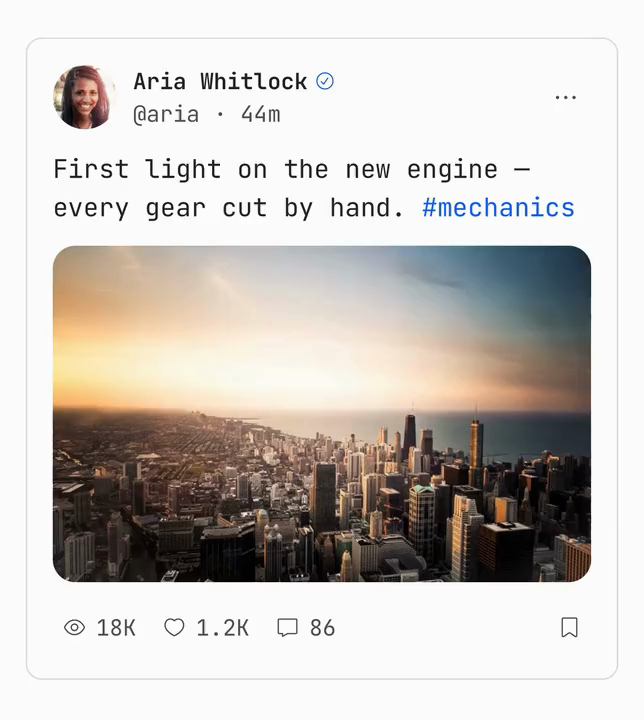 Aria Whitlock
@aria · 44m
First light on the new engine —
every gear cut by hand. #mechanics
18K 1.2K 86